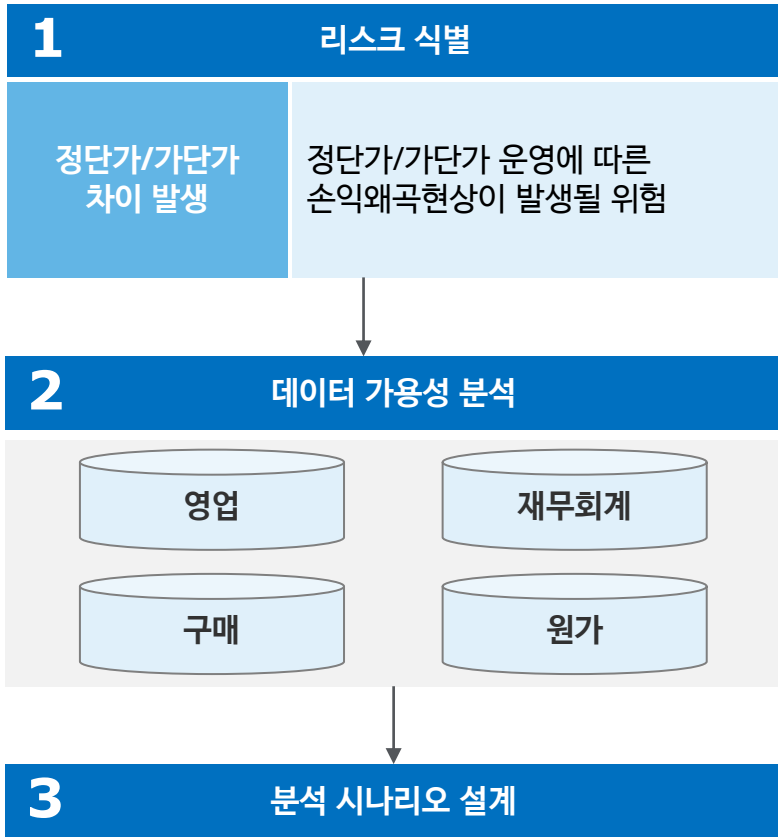 1 리스크 식별
정단가/가단가
차이 발생
정단가/가단가 운영에 따른
손익왜곡현상이 발생될 위험
2 데이터 가용성 분석
영업 재무회계
구매 원가
3 분석 시나리오 설계